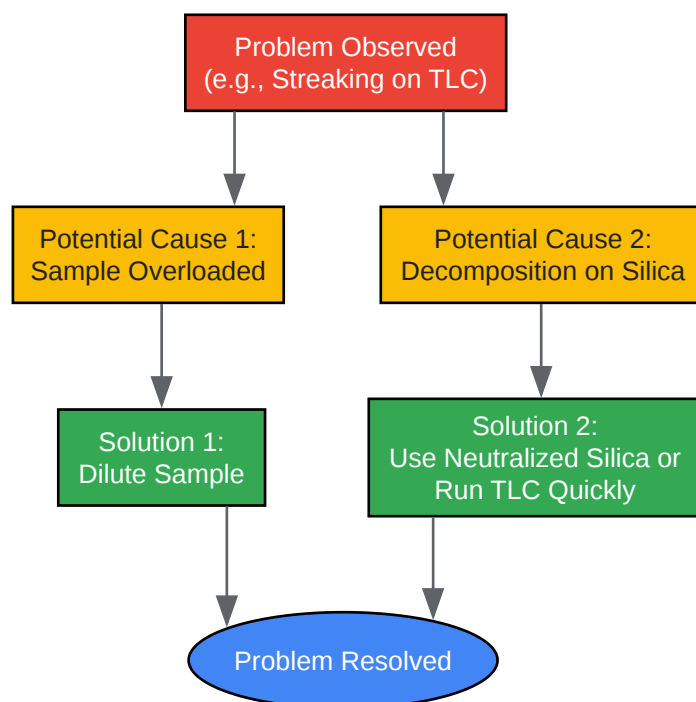 Problem Observed
(e.g., Streaking on TLC)
Potential Cause 1:
Sample Overloaded
Potential Cause 2:
Decomposition on Silica
Solution 1:
Dilute Sample
Solution 2:
Use Neutralized Silica or
Run TLC Quickly
Problem Resolved